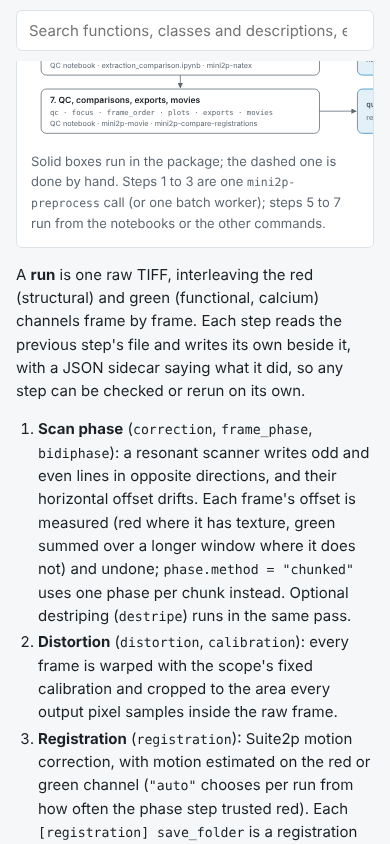 Search functions, classes and descriptions, e
QC notebook · extraction_comparison.ipynb · mini2p-natex
7. QC, comparisons, exports, movies
qc · focus · frame_order · plots · exports · movies
QC notebook · mini2p-movie · mini2p-compare-registrations
qu
re
Solid boxes run in the package; the dashed one is
done by hand. Steps 1 to 3 are one mini2p-
preprocess call (or one batch worker); steps 5 to 7
run from the notebooks or the other commands.
A run is one raw TIFF, interleaving the red
(structural) and green (functional, calcium)
channels frame by frame. Each step reads the
previous step's file and writes its own beside it,
with a JSON sidecar saying what it did, so any
step can be checked or rerun on its own.
1. Scan phase (correction, frame_phase,
bidiphase): a resonant scanner writes odd and
even lines in opposite directions, and their
horizontal offset drifts. Each frame's offset is
measured (red where it has texture, green
summed over a longer window where it does
not) and undone; phase.method = "chunked"
uses one phase per chunk instead. Optional
destriping (destripe) runs in the same pass.
2. Distortion (distortion, calibration): every
frame is warped with the scope's fixed
calibration and cropped to the area every
output pixel samples inside the raw frame.
3. Registration (registration): Suite2p motion
correction, with motion estimated on the red or
green channel ("auto" chooses per run from
how often the phase step trusted red). Each
[registration] save_folder is a registration